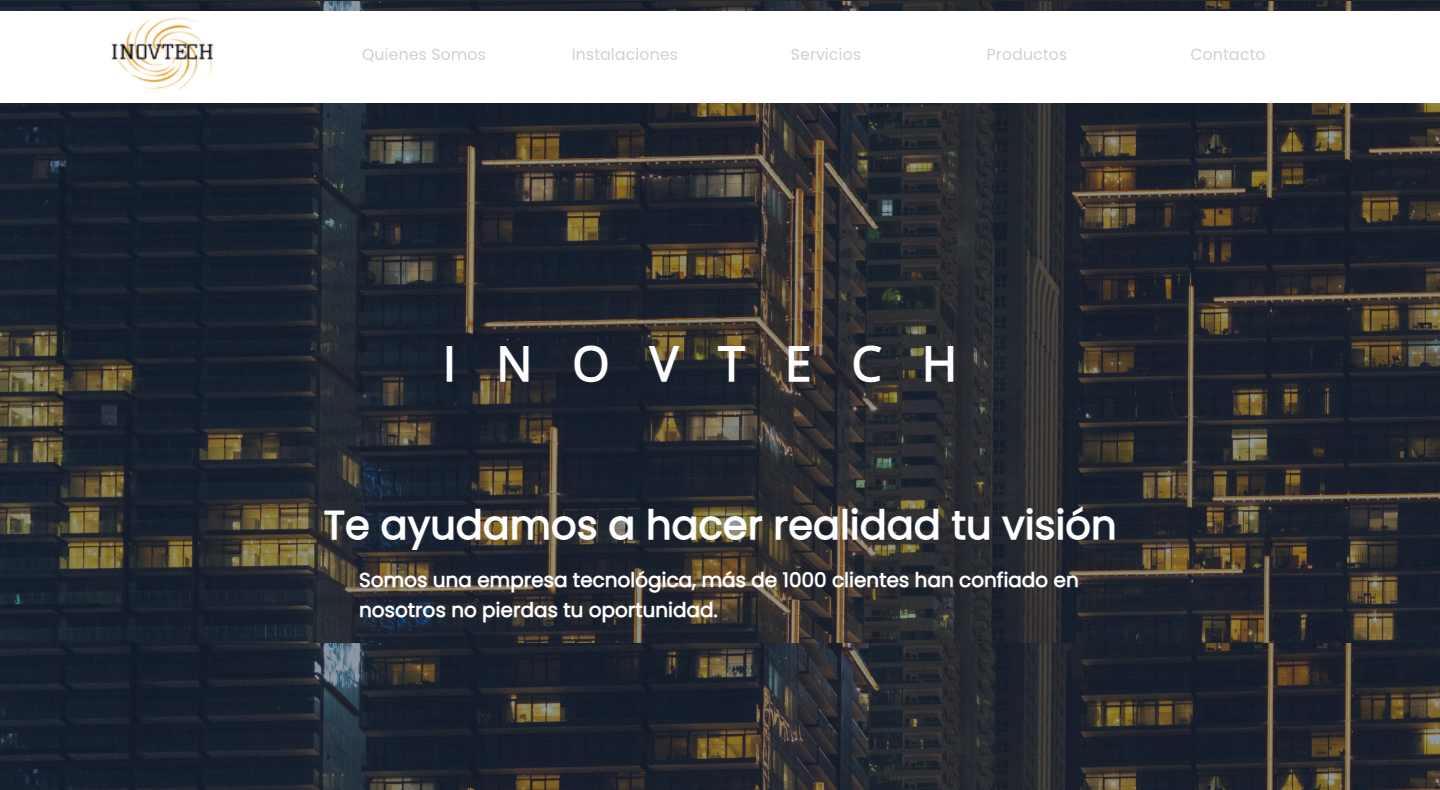 INOVTECH
Quienes Somos
Instalaciones
Servicios
Productos
Contacto
INOVTECH
Te ayudamos a hacer realidad tu visión
Somos una empresa tecnológica, más de 1000 clientes han confiado en
nosotros no pierdas tu oportunidad.